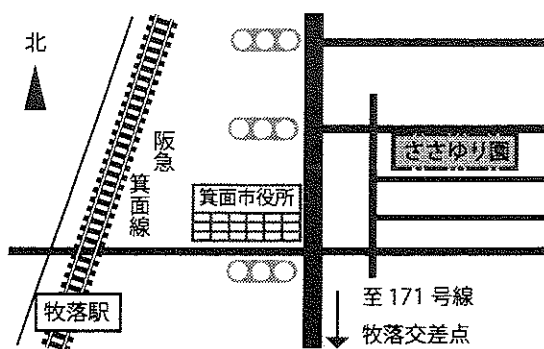 北
阪急
箕面線
箕面市役所
ささゆり園
牧落駅
至 171 号線
牧落交差点